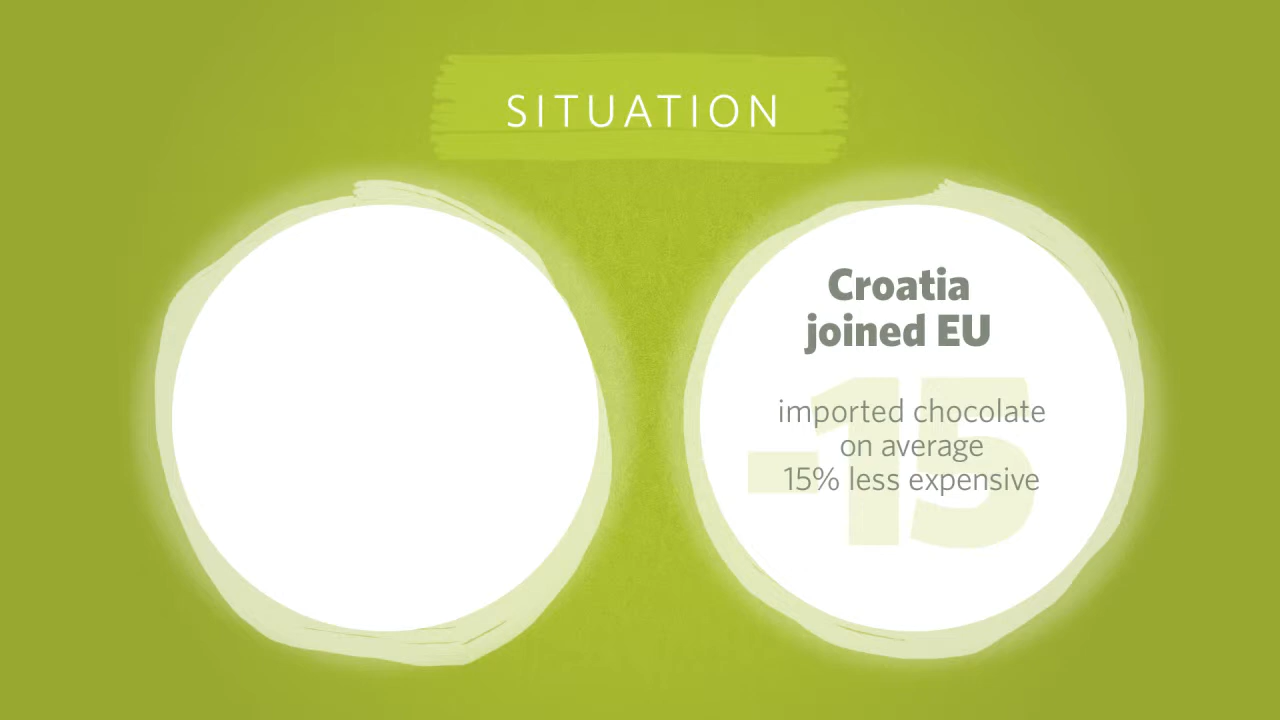 SITUATION
Croatia
joined EU
-15
imported chocolate
on average
15% less expensive